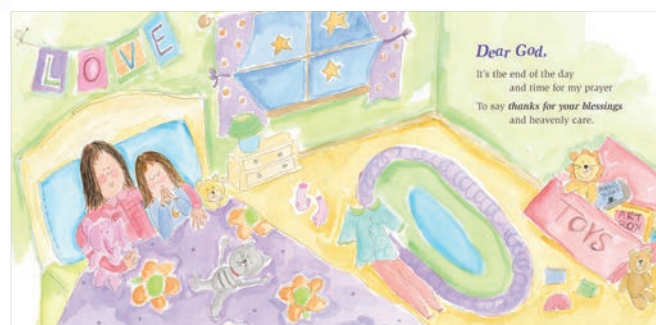 LOVE
Dear God,
It's the end of the day
and time for my prayer
To say thanks for your blessings
and heavenly care.
ART
BOX
TOYS